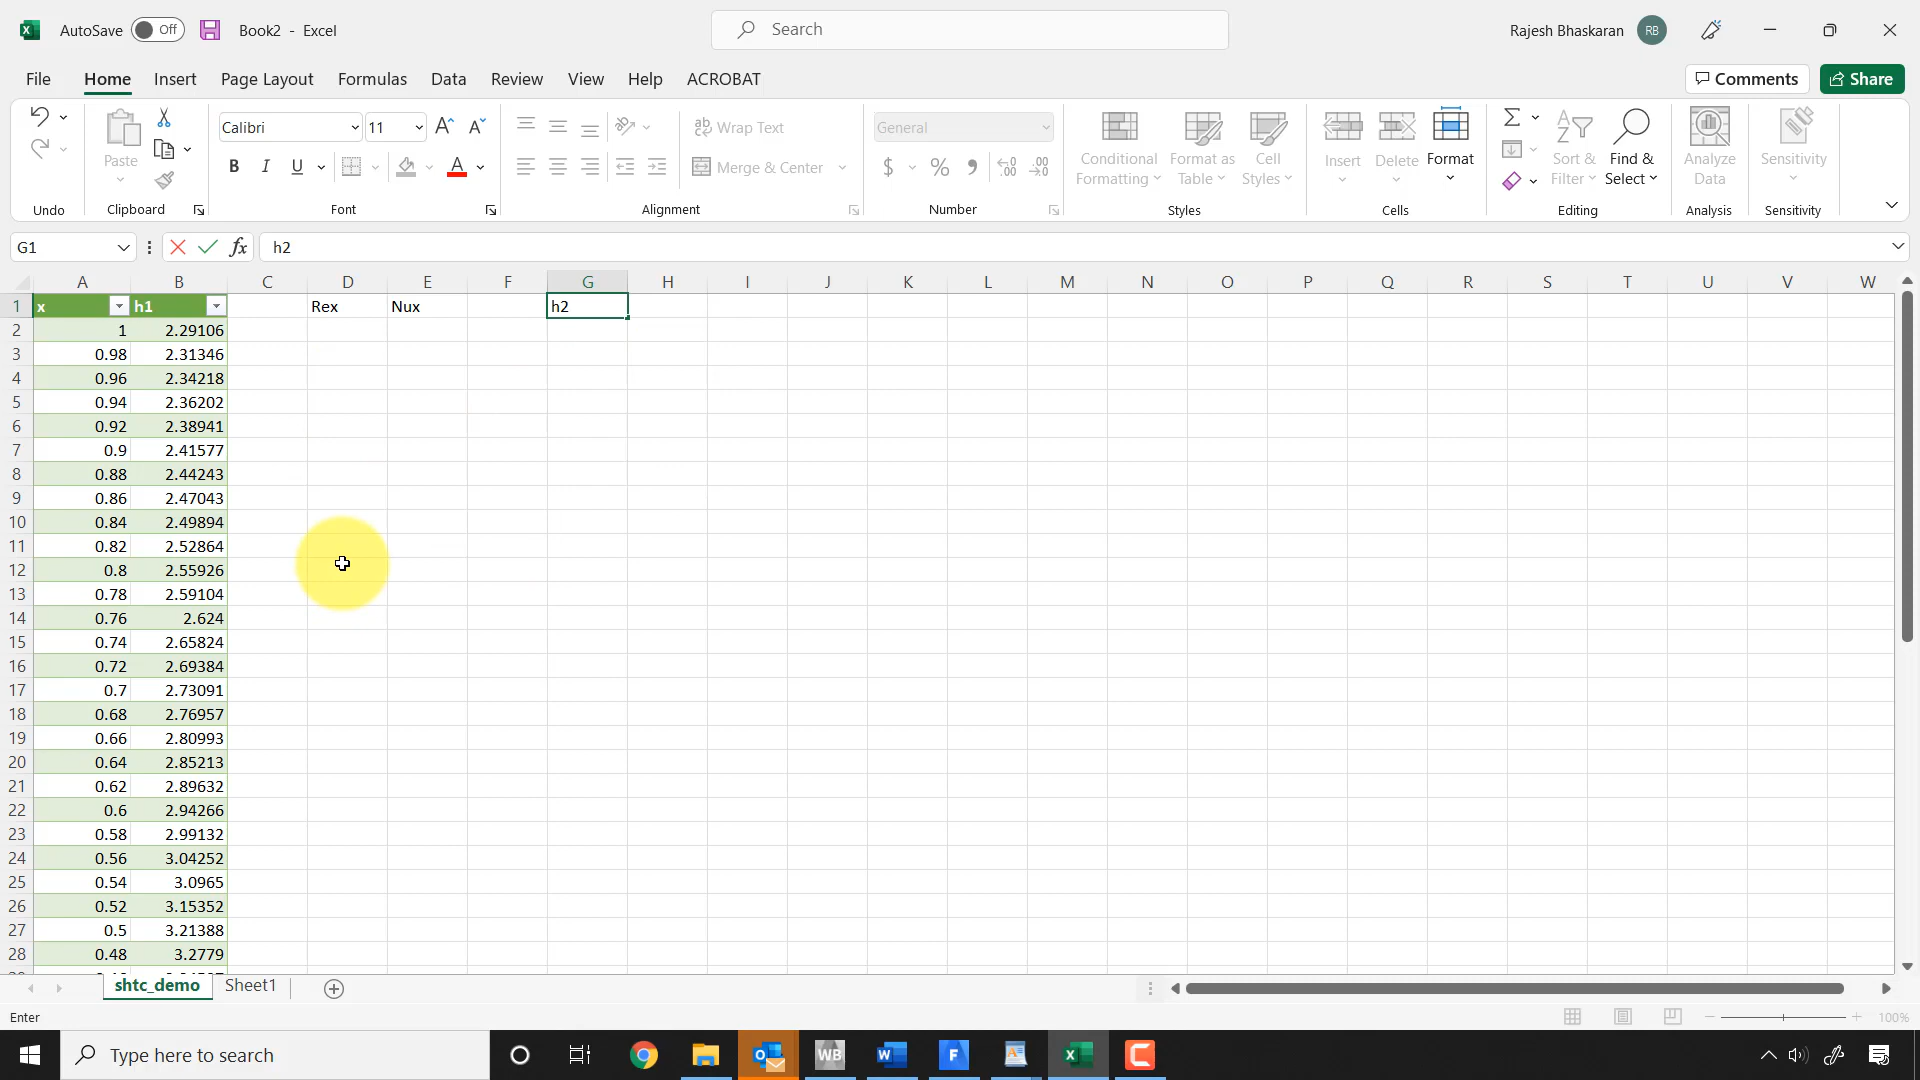 AutoSave Off Book2 - Excel Search Rajesh Bhaskaran RB
File Home Insert Page Layout Formulas Data Review View Help ACROBAT Comments Share
Calibri 11 Wrap Text General
Paste B I U Merge & Center $ % Conditional Formatting Format as Table Cell Styles Insert Delete Format Sort & Filter Find & Select Analyze Data Sensitivity
Undo Clipboard Font Alignment Number Styles Cells Editing Analysis Sensitivity
G1 fx h2
A B C D E F G H I J K L M N O P Q R S T U V W
1 x h1 Rex Nux h2
2 1 2.29106
3 0.98 2.31346
4 0.96 2.34218
5 0.94 2.36202
6 0.92 2.38941
7 0.9 2.41577
8 0.88 2.44243
9 0.86 2.47043
10 0.84 2.49894
11 0.82 2.52864
12 0.8 2.55926
13 0.78 2.59104
14 0.76 2.624
15 0.74 2.65824
16 0.72 2.69384
17 0.7 2.73091
18 0.68 2.76957
19 0.66 2.80993
20 0.64 2.85213
21 0.62 2.89632
22 0.6 2.94266
23 0.58 2.99132
24 0.56 3.04252
25 0.54 3.0965
26 0.52 3.15352
27 0.5 3.21388
28 0.48 3.2779
shtc_demo Sheet1
Enter 100%
Type here to search